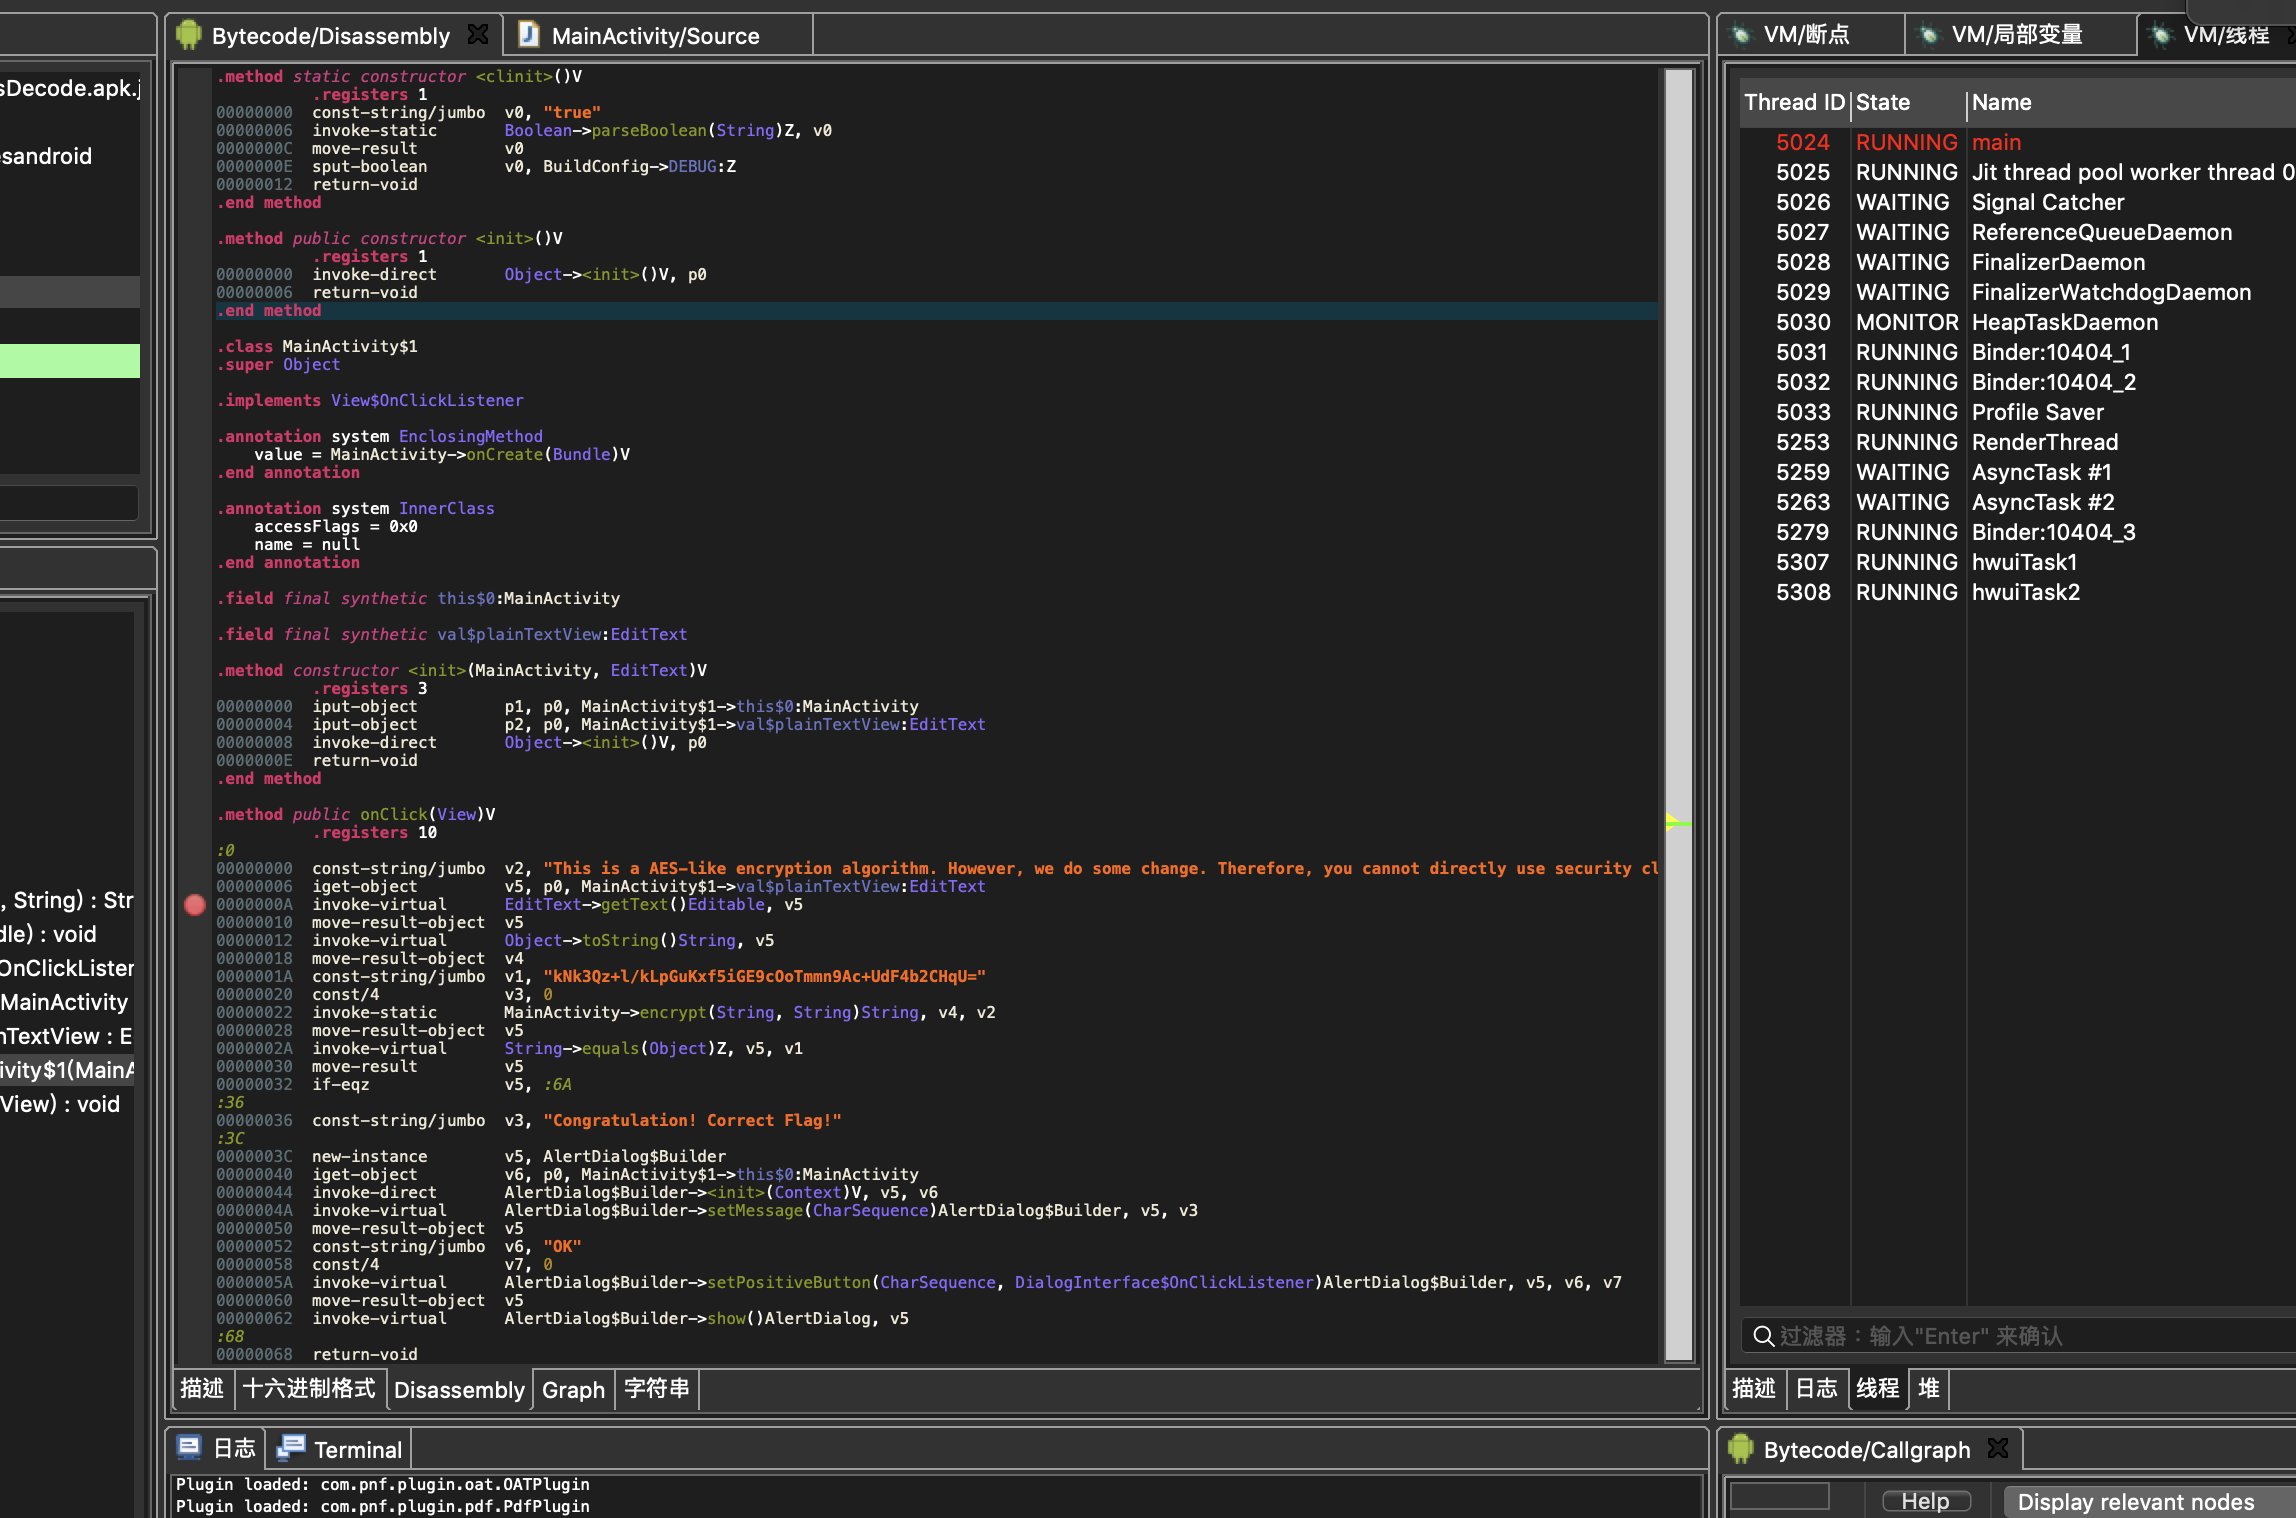 Bytecode/Disassembly
MainActivity/Source
VM/断点
VM/局部变量
VM/线程
sDecode.apk.j
sandroid
, String) : Str
dle) : void
OnClickLister
MainActivity
nTextView : E
ivity$1(MainA
View) : void
.method static constructor <clinit>()V
.registers 1
00000000 const-string/jumbo v0, "true"
00000006 invoke-static Boolean->parseBoolean(String)Z, v0
0000000C move-result v0
0000000E sput-boolean v0, BuildConfig->DEBUG:Z
00000012 return-void
.end method
.method public constructor <init>()V
.registers 1
00000000 invoke-direct Object-><init>()V, p0
00000006 return-void
.end method
.class MainActivity$1
.super Object
.implements View$OnClickListener
.annotation system EnclosingMethod
value = MainActivity->onCreate(Bundle)V
.end annotation
.annotation system InnerClass
accessFlags = 0x0
name = null
.end annotation
.field final synthetic this$0:MainActivity
.field final synthetic val$plainTextView:EditText
.method constructor <init>(MainActivity, EditText)V
.registers 3
00000000 iput-object p1, p0, MainActivity$1->this$0:MainActivity
00000004 iput-object p2, p0, MainActivity$1->val$plainTextView:EditText
00000008 invoke-direct Object-><init>()V, p0
0000000E return-void
.end method
.method public onClick(View)V
.registers 10
:0
00000000 const-string/jumbo v2, "This is a AES-like encryption algorithm. However, we do some change. Therefore, you cannot directly use security cl
00000006 iget-object v5, p0, MainActivity$1->val$plainTextView:EditText
0000000A invoke-virtual EditText->getText()Editable, v5
00000010 move-result-object v5
00000012 invoke-virtual Object->toString()String, v5
00000018 move-result-object v4
0000001A const-string/jumbo v1, "kNk3Qz+l/kLpGuKxf5iGE9cOoTmmn9Ac+UdF4b2CHqU="
00000020 const/4 v3, 0
00000022 invoke-static MainActivity->encrypt(String, String)String, v4, v2
00000028 move-result-object v5
0000002A invoke-virtual String->equals(Object)Z, v5, v1
00000030 move-result v5
00000032 if-eqz v5, :6A
:36
00000036 const-string/jumbo v3, "Congratulation! Correct Flag!"
:3C
0000003C new-instance v5, AlertDialog$Builder
00000040 iget-object v6, p0, MainActivity$1->this$0:MainActivity
00000044 invoke-direct AlertDialog$Builder-><init>(Context)V, v5, v6
0000004A invoke-virtual AlertDialog$Builder->setMessage(CharSequence)AlertDialog$Builder, v5, v3
00000050 move-result-object v5
00000052 const-string/jumbo v6, "OK"
00000058 const/4 v7, 0
0000005A invoke-virtual AlertDialog$Builder->setPositiveButton(CharSequence, DialogInterface$OnClickListener)AlertDialog$Builder, v5, v6, v7
00000060 move-result-object v5
00000062 invoke-virtual AlertDialog$Builder->show()AlertDialog, v5
:68
00000068 return-void
描述 十六进制格式 Disassembly Graph 字符串
Thread ID State Name
5024 RUNNING main
5025 RUNNING Jit thread pool worker thread 0
5026 WAITING Signal Catcher
5027 WAITING ReferenceQueueDaemon
5028 WAITING FinalizerDaemon
5029 WAITING FinalizerWatchdogDaemon
5030 MONITOR HeapTaskDaemon
5031 RUNNING Binder:10404_1
5032 RUNNING Binder:10404_2
5033 RUNNING Profile Saver
5253 RUNNING RenderThread
5259 WAITING AsyncTask #1
5263 WAITING AsyncTask #2
5279 RUNNING Binder:10404_3
5307 RUNNING hwuiTask1
5308 RUNNING hwuiTask2
过滤器：输入"Enter" 来确认
描述 日志 线程 堆
日志 Terminal
Plugin loaded: com.pnf.plugin.oat.OATPlugin
Plugin loaded: com.pnf.plugin.pdf.PdfPlugin
Bytecode/Callgraph
Help
Display relevant nodes